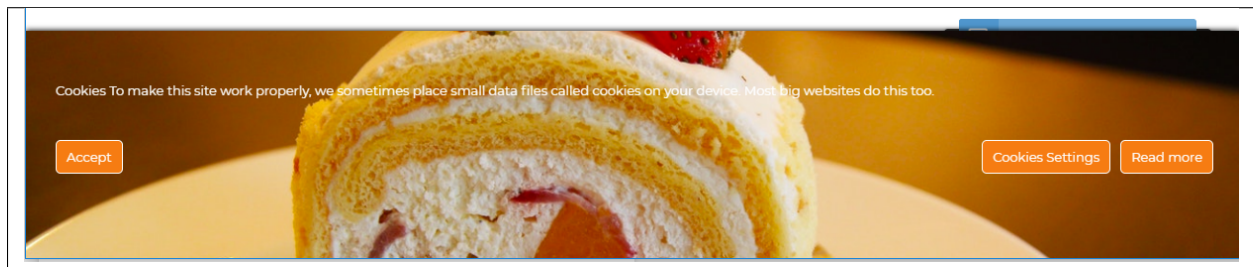 Cookies To make this site work properly, we sometimes place small data files called cookies on your device. Most big websites do this too.
Accept
Cookies Settings
Read more